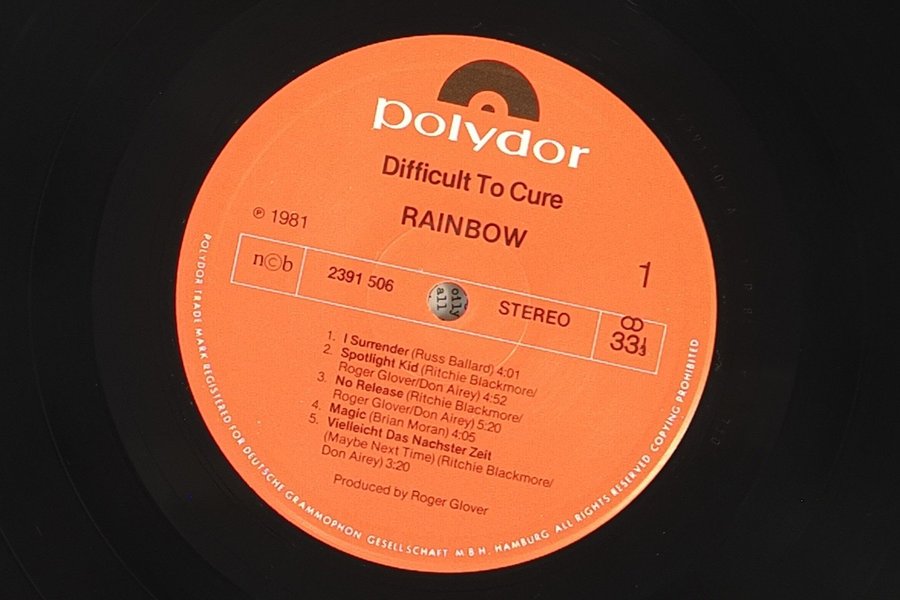 polydor
Difficult To Cure
RAINBOW
℗ 1981
1
n©b
2391 506
STEREO
33⅓
oily
all
1. I Surrender (Russ Ballard) 4:01
2. Spotlight Kid (Ritchie Blackmore/
Roger Glover/Don Airey) 4:52
3. No Release (Ritchie Blackmore/
Roger Glover/Don Airey) 5:20
4. Magic (Brian Moran) 4:05
5. Vielleicht Das Nachster Zeit
(Maybe Next Time) (Ritchie Blackmore/
Don Airey) 3:20
Produced by Roger Glover
POLYDOR TRADE MARK REGISTERED FOR DEUTSCHE GRAMMOPHON GESELLSCHAFT M B H. HAMBURG ALL RIGHTS RESERVED COPYING PROHIBITED